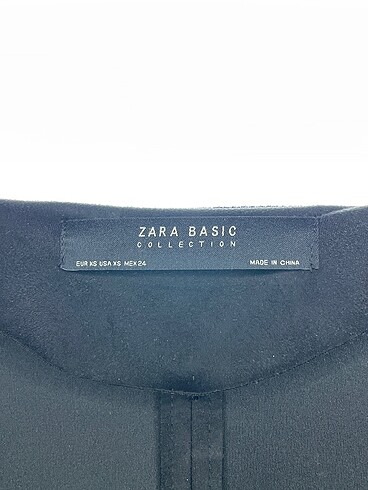 ZARA BASIC
COLLECTION
EUR XS USA XS MEX 24 MADE IN CHINA